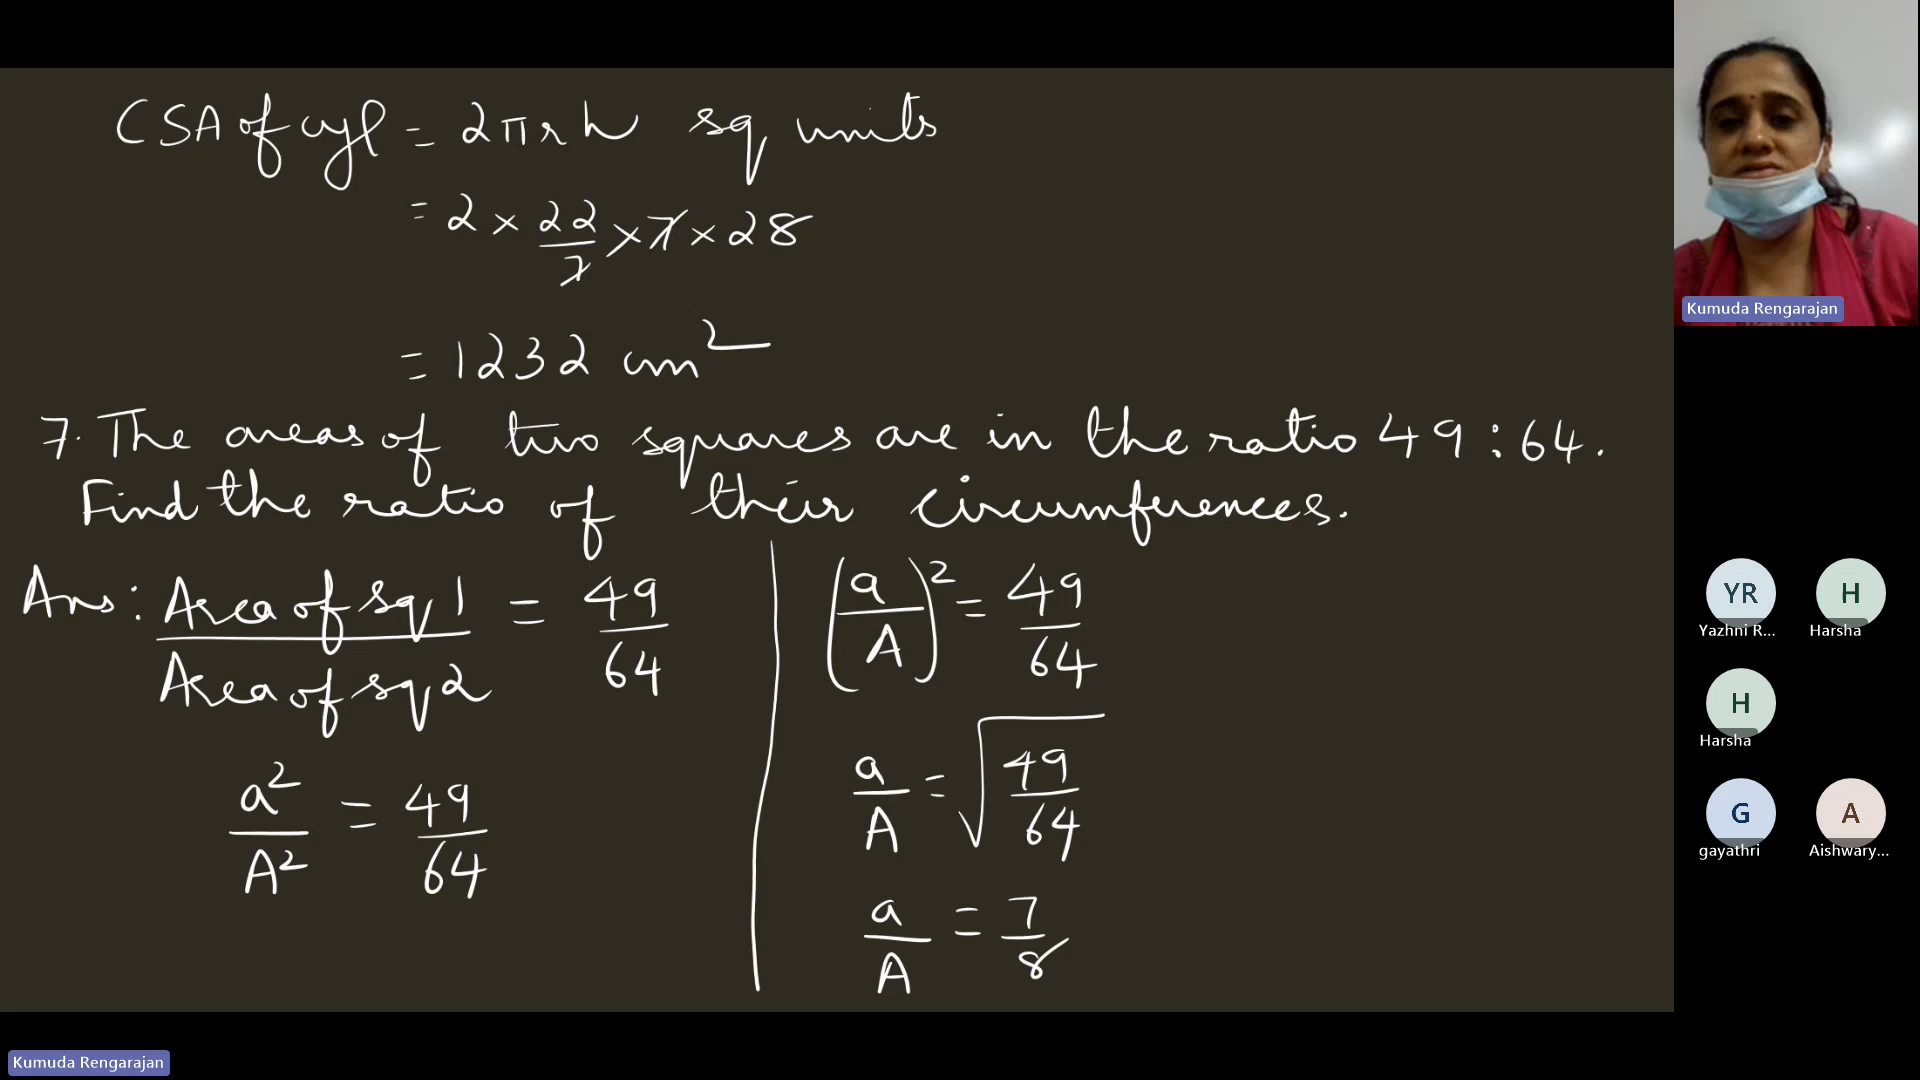 CSA of cyl = 2πrh sq units
= 2 × 22/7 × 7 × 28
= 1232 cm²
7. The areas of two squares are in the ratio 49 : 64.
Find the ratio of their circumferences.
Ans: Area of sq 1 / Area of sq 2 = 49/64
a²/A² = 49/64
(a/A)² = 49/64
a/A = √49/64
a/A = 7/8
Kumuda Rengarajan
YR
Yazhni R...
H
Harsha
H
Harsha
G
gayathri
A
Aishwary...
Kumuda Rengarajan